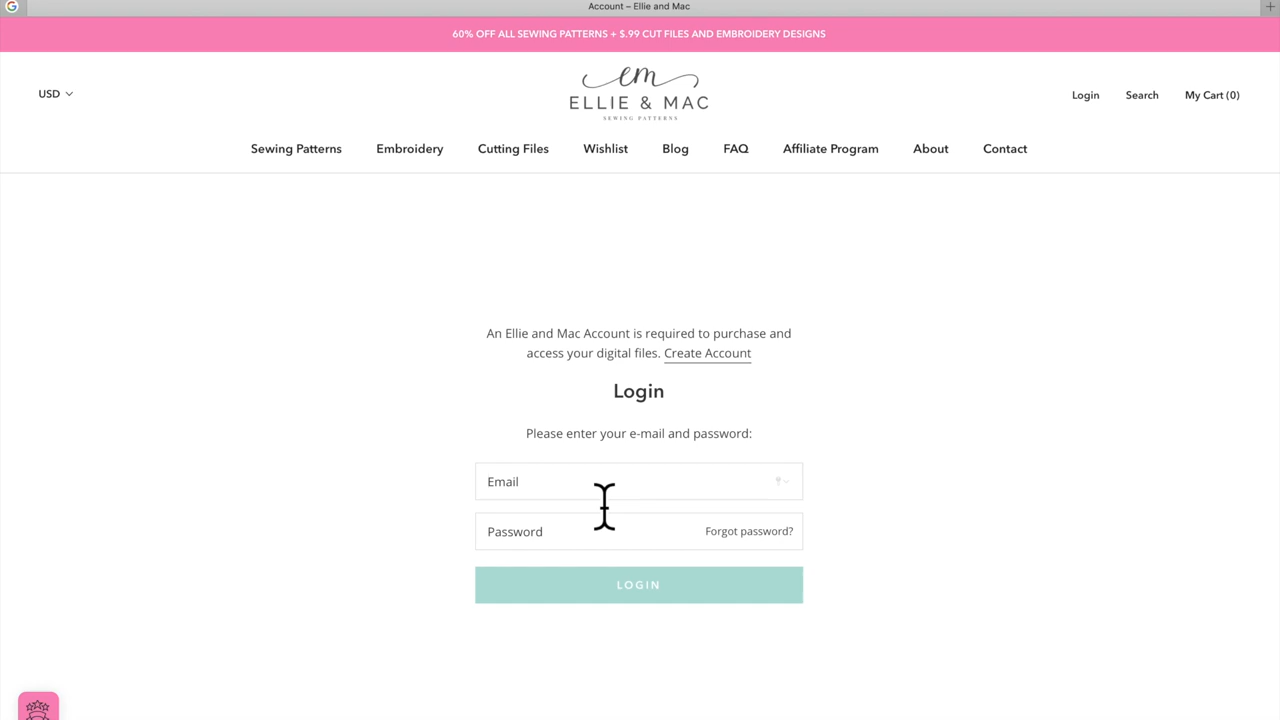 Account – Ellie and Mac
60% OFF ALL SEWING PATTERNS + $.99 CUT FILES AND EMBROIDERY DESIGNS
USD
em
ELLIE & MAC
SEWING PATTERNS
Login
Search
My Cart (0)
Sewing Patterns
Embroidery
Cutting Files
Wishlist
Blog
FAQ
Affiliate Program
About
Contact
An Ellie and Mac Account is required to purchase and
access your digital files. Create Account
Login
Please enter your e-mail and password:
Email
Password
Forgot password?
LOGIN